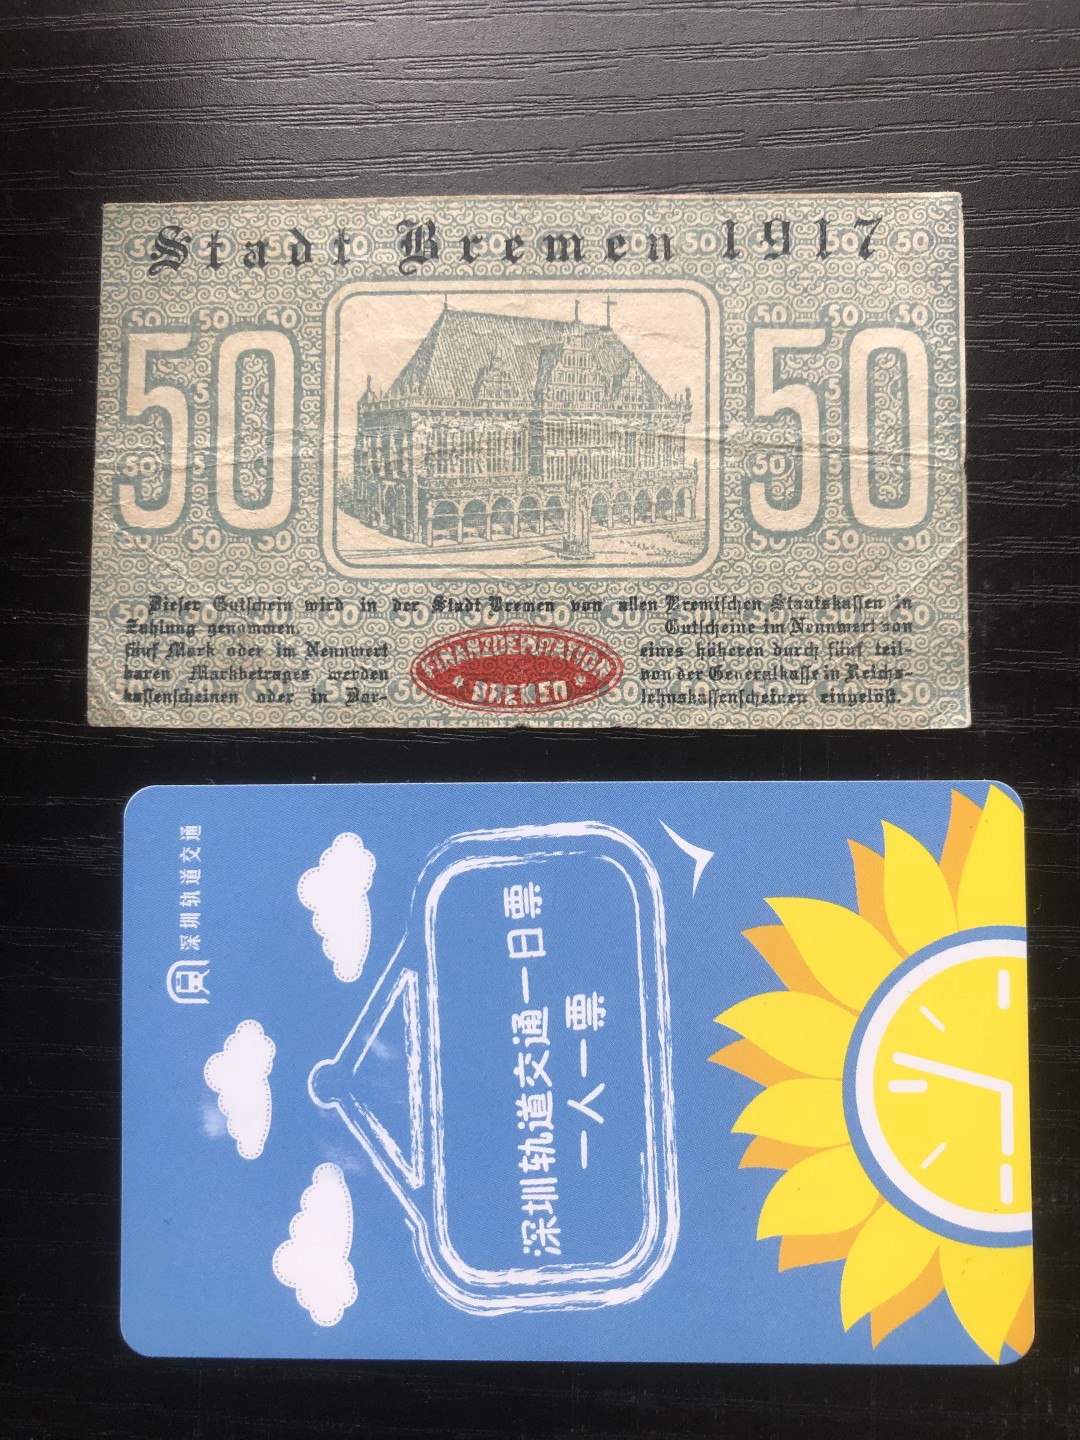 Stadt Bremen 1917
50 50
Dieser Gutschein wird in der Stadt Bremen von allen Bremischen Staatskassen in
Zahlung genommen. Gutscheine im Nennwert von
fünf Mark oder im Nennwert eines höheren durch fünf teil-
baren Markbetrages werden von der Generalkasse in Reichs-
kassenscheinen oder in Dar- lehnskassenscheinen eingelöst.
FINANZDEPUTATION
BREMEN
深圳轨道交通
深圳轨道交通一日票
一人一票